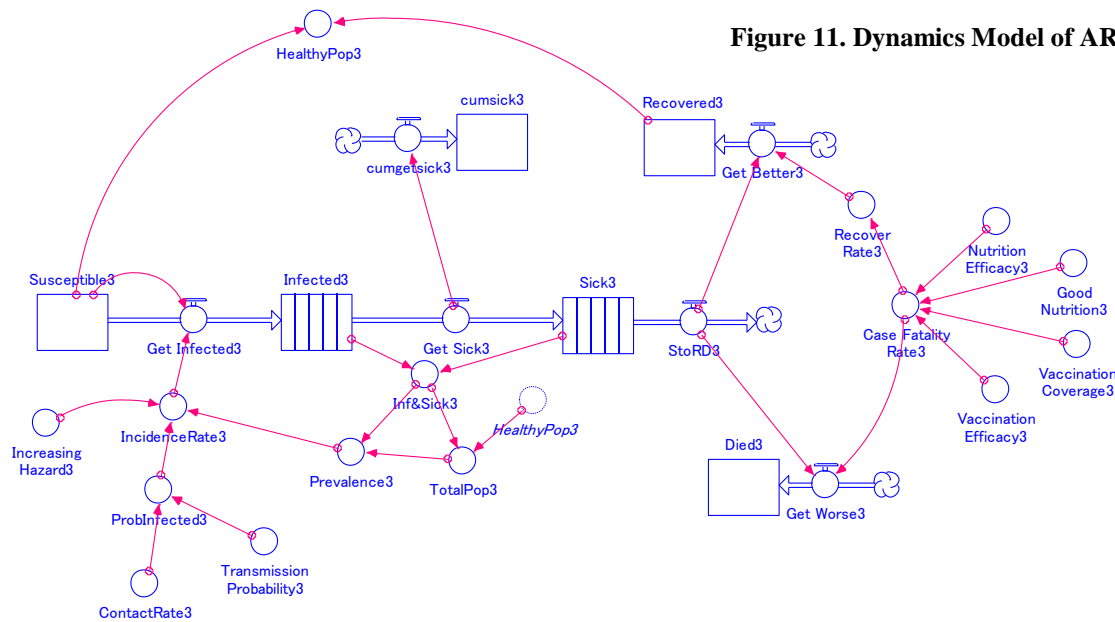 Figure 11. Dynamics Model of AR
HealthyPop3
cumsick3
Recovered3
cumgetsick3
Get Better3
Recover
Rate3
Nutrition
Efficacy3
Good
Nutrition3
Susceptible3
Infected3
Sick3
Get Infected3
Get Sick3
StoRD3
Case Fatality
Rate3
Vaccination
Coverage3
Vaccination
Efficacy3
Inf&Sick3
HealthyPop3
IncidenceRate3
Increasing
Hazard3
Prevalence3
TotalPop3
Died3
Get Worse3
ProbInfected3
Transmission
Probability3
ContactRate3